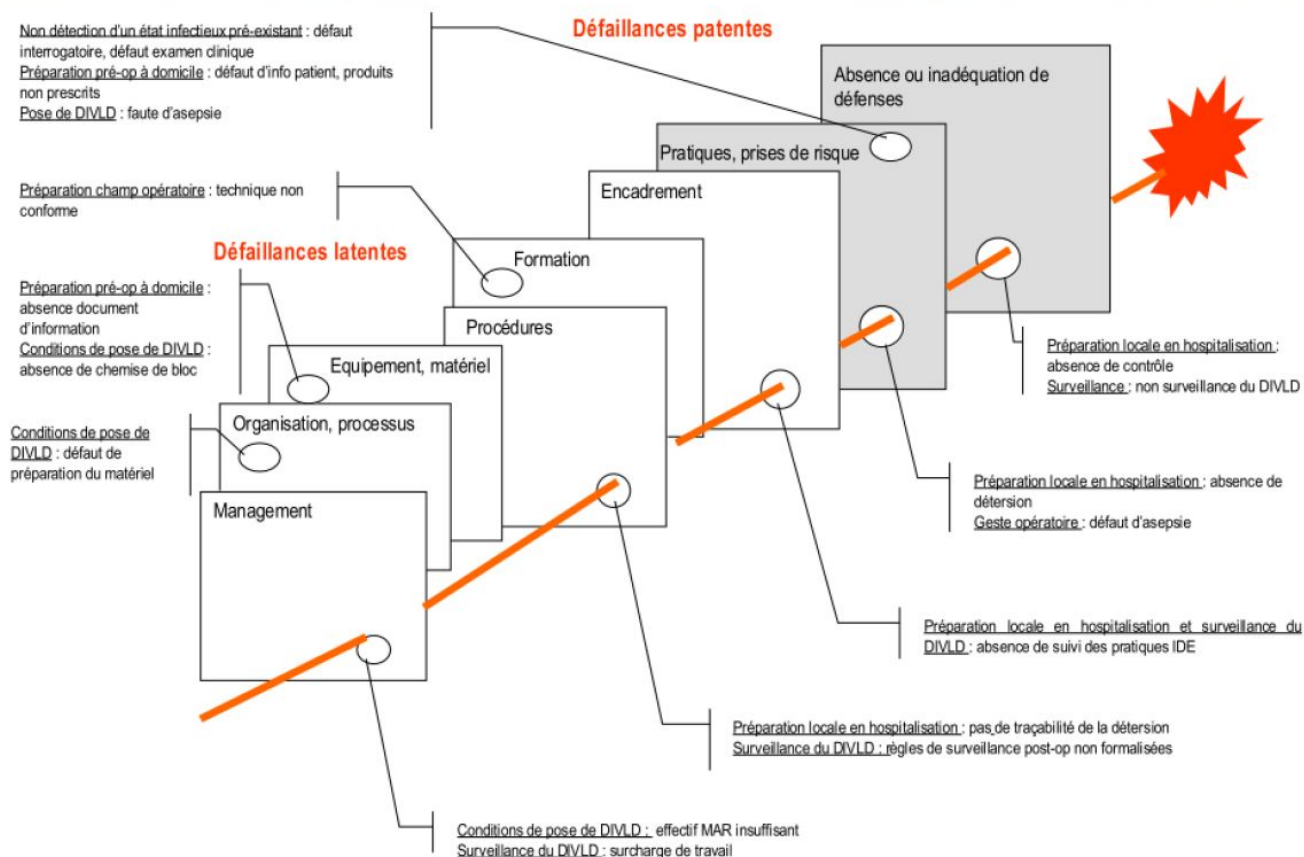 Non détection d'un état infectieux pré-existant : défaut
interrogatoire, défaut examen clinique
Préparation pré-op à domicile : défaut d'info patient, produits
non prescrits
Pose de DIVLD : faute d'asepsie
Défaillances patentes
Absence ou inadéquation de
défenses
Pratiques, prises de risque
Encadrement
Préparation champ opératoire : technique non
conforme
Défaillances latentes
Formation
Préparation pré-op à domicile :
absence document
d'information
Conditions de pose de DIVLD :
absence de chemise de bloc
Procédures
Equipement, matériel
Organisation, processus
Conditions de pose de
DIVLD : défaut de
préparation du matériel
Management
Préparation locale en hospitalisation :
absence de contrôle
Surveillance : non surveillance du DIVLD
Préparation locale en hospitalisation : absence de
détersion
Geste opératoire : défaut d'asepsie
Préparation locale en hospitalisation et surveillance du
DIVLD : absence de suivi des pratiques IDE
Préparation locale en hospitalisation : pas de traçabilité de la détersion
Surveillance du DIVLD : règles de surveillance post-op non formalisées
Conditions de pose de DIVLD : effectif MAR insuffisant
Surveillance du DIVLD : surcharge de travail